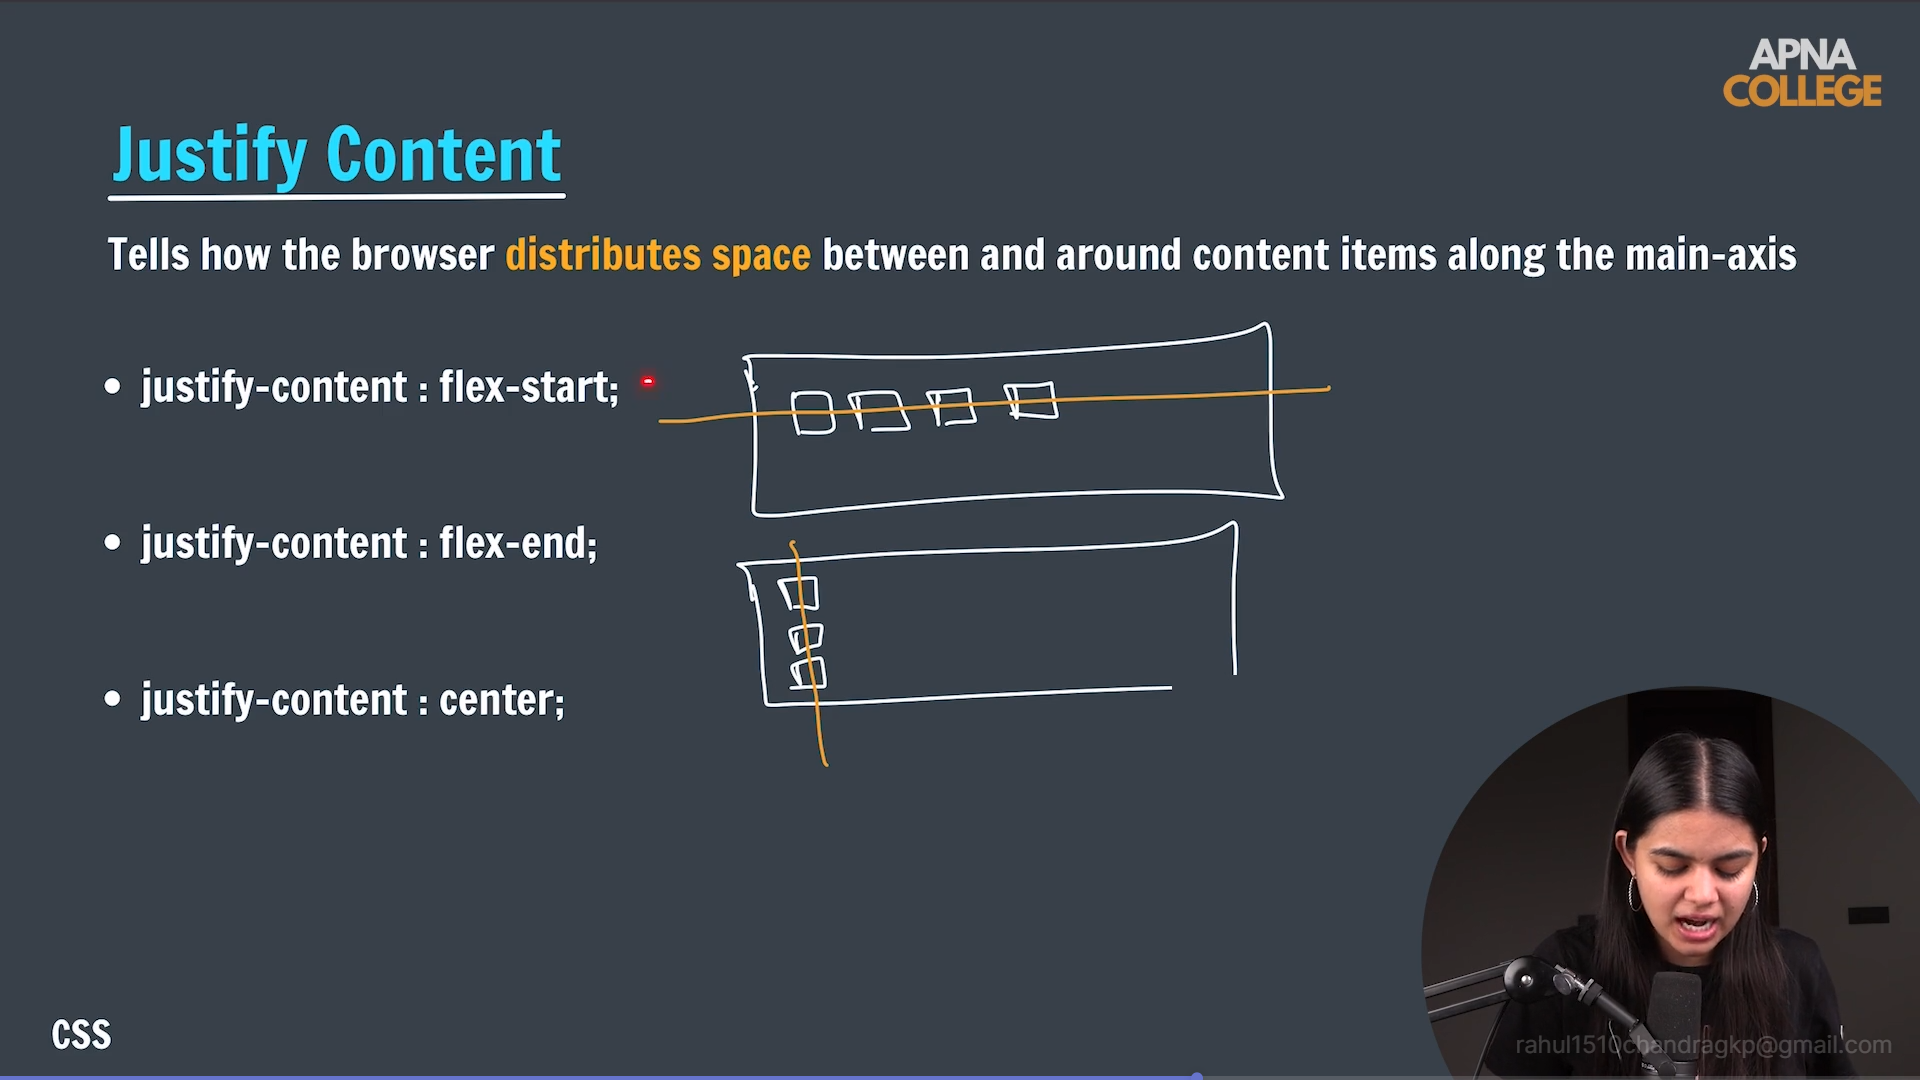 APNA
COLLEGE
Justify Content
Tells how the browser distributes space between and around content items along the main-axis
• justify-content : flex-start;
• justify-content : flex-end;
• justify-content : center;
CSS
rahul1510chandragkp@gmail.com